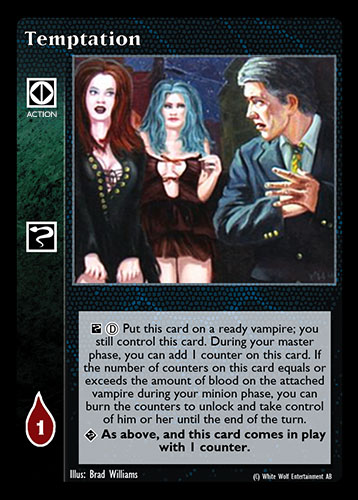 Temptation
ACTION
D Put this card on a ready vampire; you
still control this card. During your master
phase, you can add 1 counter on this card. If
the number of counters on this card equals or
exceeds the amount of blood on the attached
vampire during your minion phase, you can
burn the counters to unlock and take control
of him or her until the end of the turn.
As above, and this card comes in play
with 1 counter.
1
Illus: Brad Williams
(C) White Wolf Entertainment AB